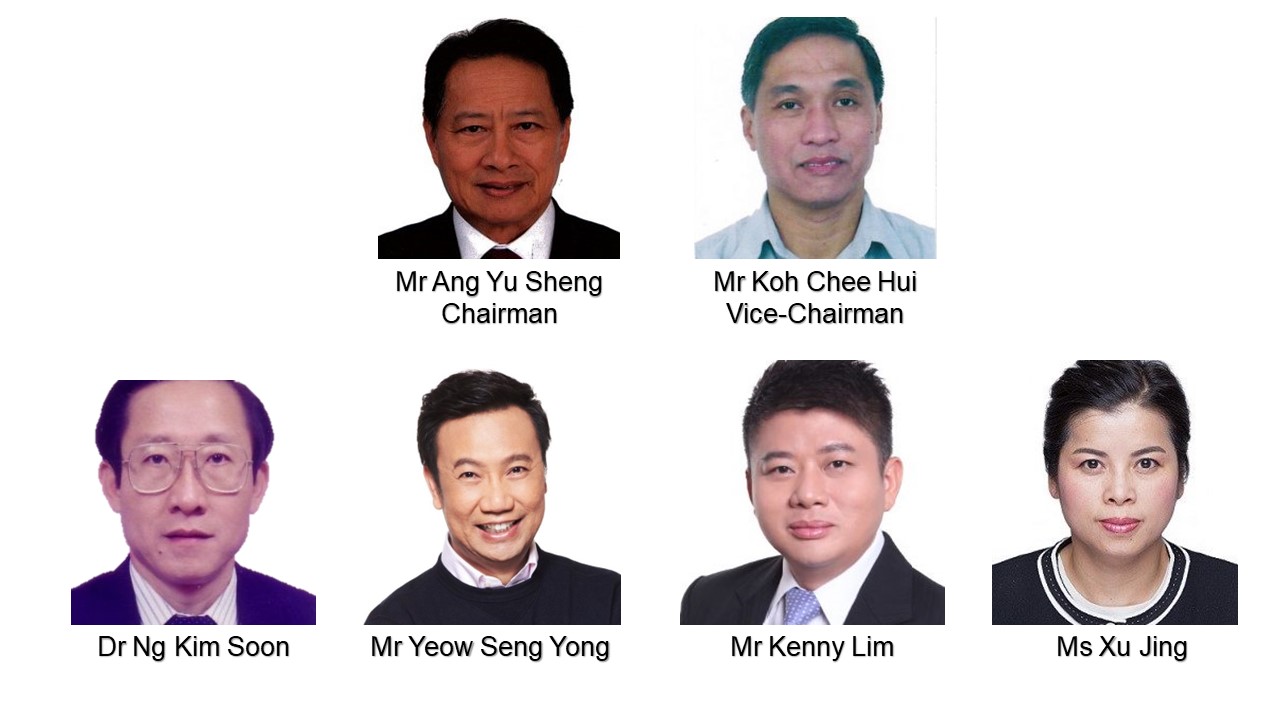 Mr Ang Yu Sheng
Chairman
Mr Koh Chee Hui
Vice-Chairman
Dr Ng Kim Soon
Mr Yeow Seng Yong
Mr Kenny Lim
Ms Xu Jing